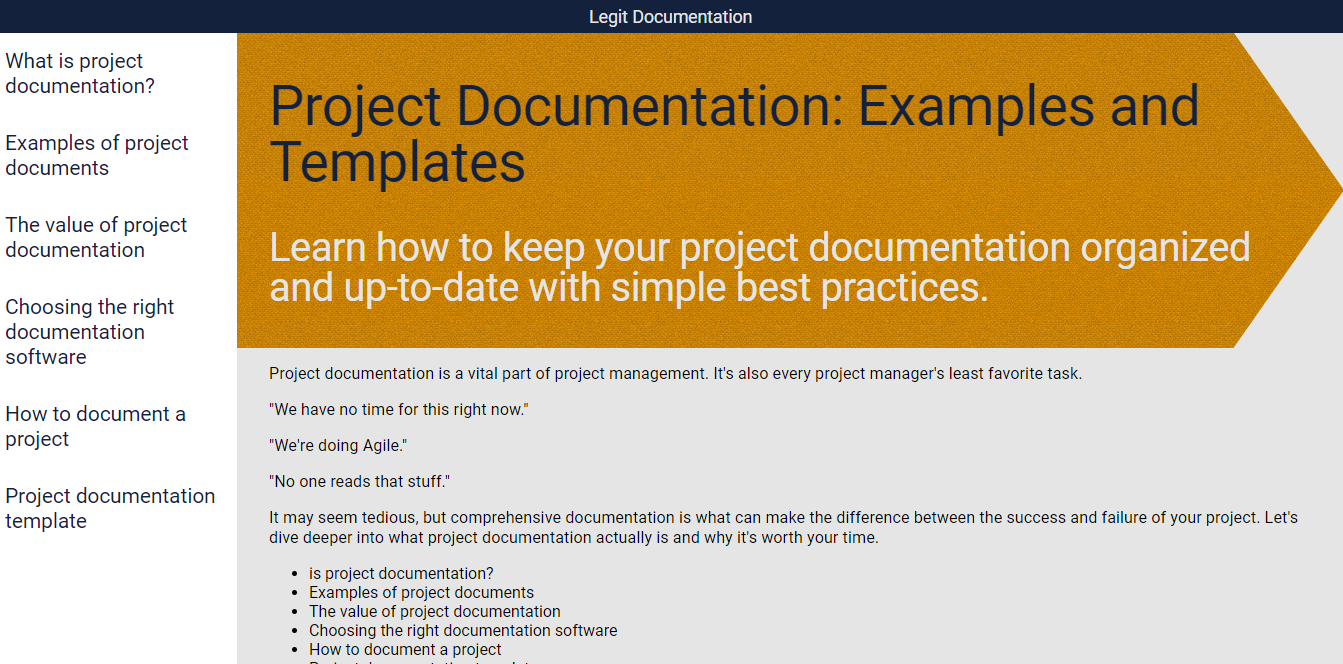 Legit Documentation
What is project
documentation?
Examples of project
documents
The value of project
documentation
Choosing the right
documentation
software
How to document a
project
Project documentation
template
Project Documentation: Examples and
Templates
Learn how to keep your project documentation organized
and up-to-date with simple best practices.
Project documentation is a vital part of project management. It's also every project manager's least favorite task.
"We have no time for this right now."
"We're doing Agile."
"No one reads that stuff."
It may seem tedious, but comprehensive documentation is what can make the difference between the success and failure of your project. Let's
dive deeper into what project documentation actually is and why it's worth your time.
is project documentation?
Examples of project documents
The value of project documentation
Choosing the right documentation software
How to document a project